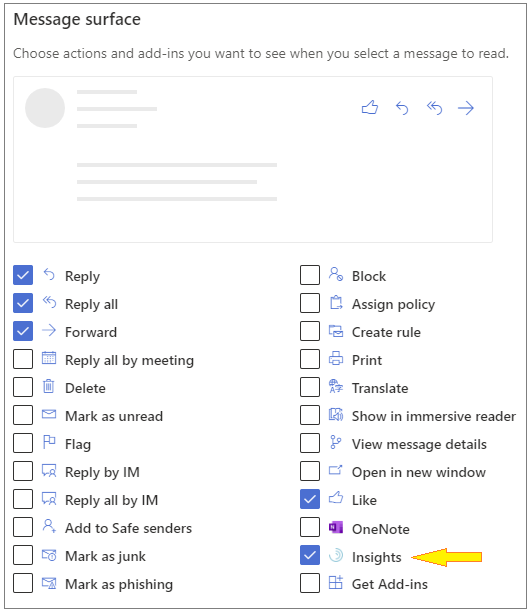 Message surface
Choose actions and add-ins you want to see when you select a message to read.
Reply
Reply all
Forward
Reply all by meeting
Delete
Mark as unread
Flag
Reply by IM
Reply all by IM
Add to Safe senders
Mark as junk
Mark as phishing
Block
Assign policy
Create rule
Print
Translate
Show in immersive reader
View message details
Open in new window
Like
OneNote
Insights
Get Add-ins